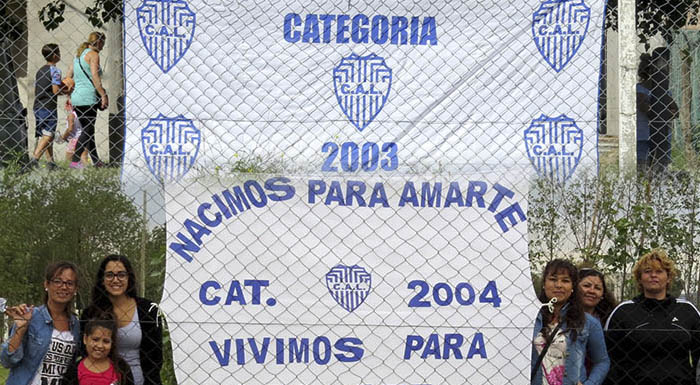 C.A.L.
CATEGORIA
C.A.L.
C.A.L.
C.A.L.
2003
C.A.L.
NACIMOS PARA AMARTE
CAT.
C.A.L.
2004
VIVIMOS PARA